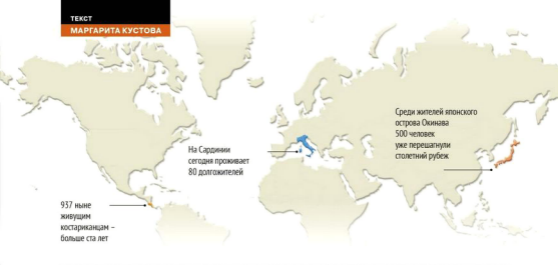 ТЕКСТ
МАРГАРИТА КУСТОВА
Среди жителей японского
острова Окинава
500 человек
уже перешагнули
столетний рубеж
На Сардинии
сегодня проживает
80 долгожителей
937 ныне
живущим
костариканцам –
больше ста лет